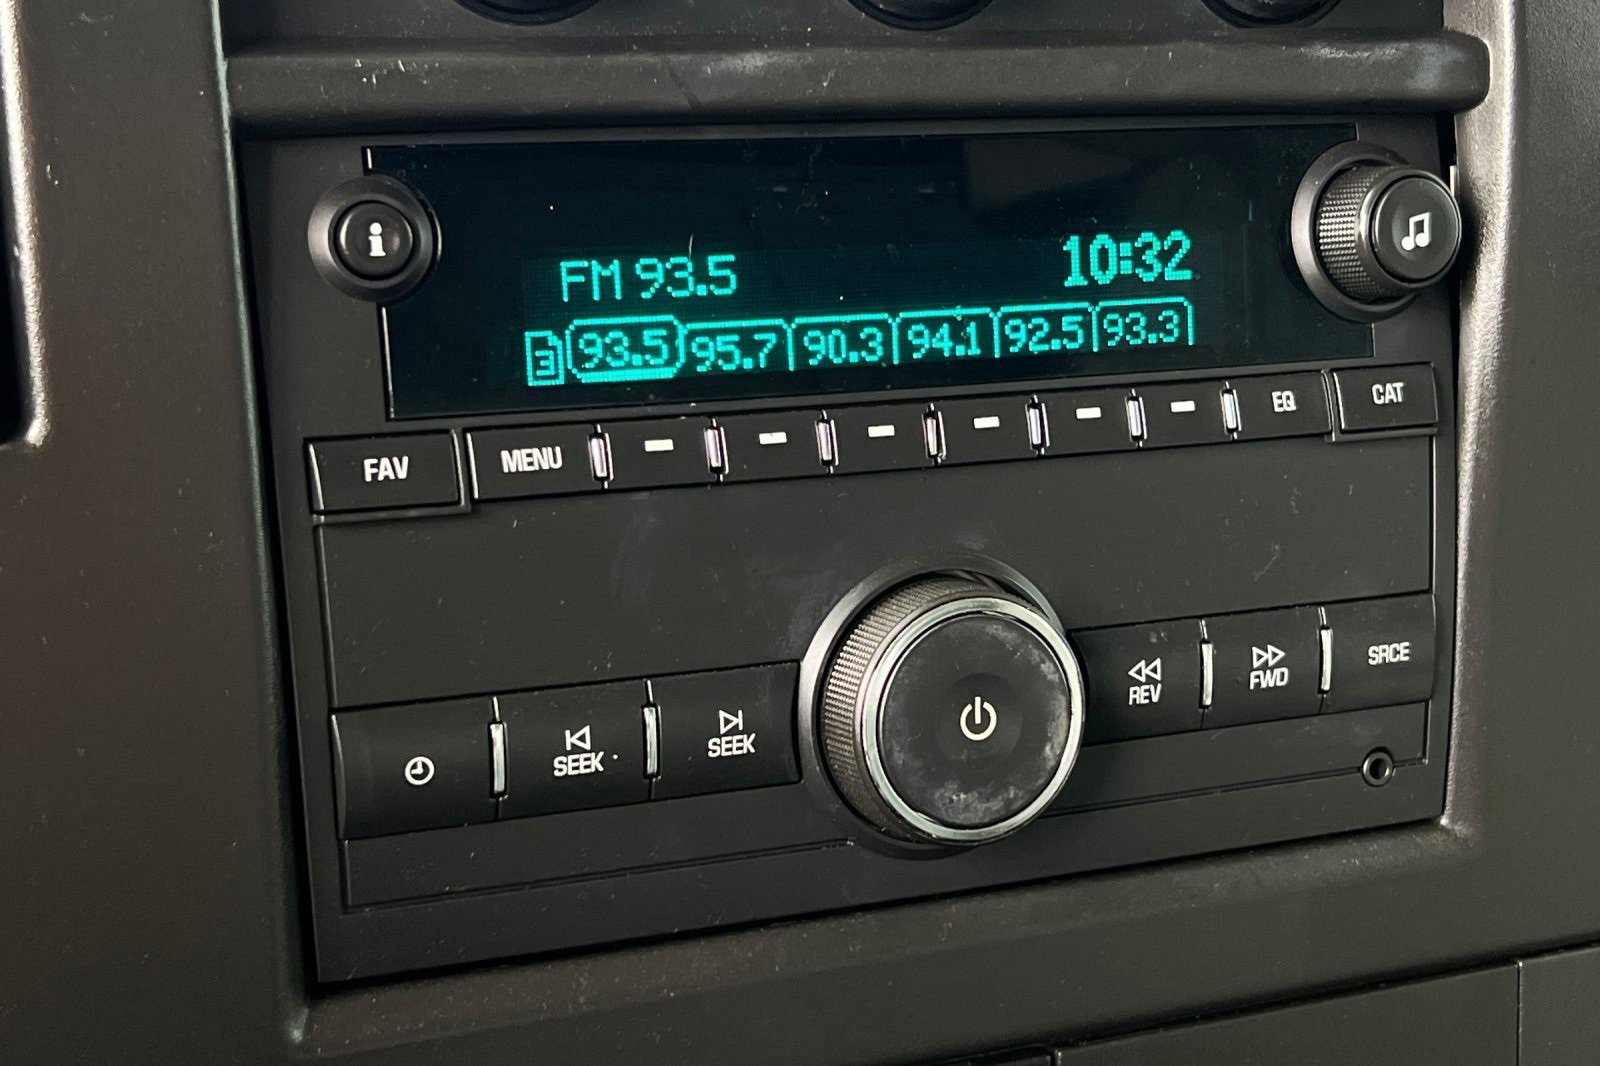 i
FM 93.5 10:32
3 93.5 95.7 90.3 94.1 92.5 93.3
FAV MENU EQ CAT
SEEK SEEK REV FWD SRCE